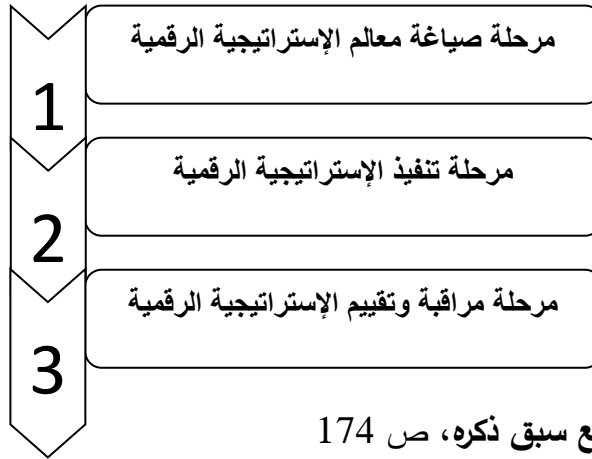 1
مرحلة صياغة معالم الإستراتيجية الرقمية
2
مرحلة تنفيذ الإستراتيجية الرقمية
3
مرحلة مراقبة وتقييم الإستراتيجية الرقمية
سبق ذكره، ص 174